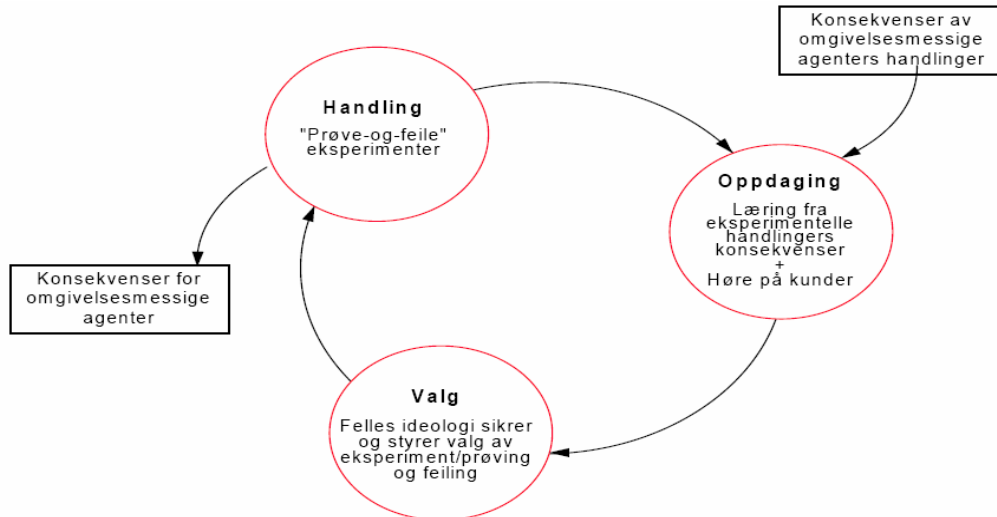 Konsekvenser av
omgivelsesmessige
agenters handlinger
Handling
"Prøve-og-feile"
eksperimenter
Oppdaging
Læring fra
eksperimentelle
handlingers
konsekvenser
+
Høre på kunder
Konsekvenser for
omgivelsesmessige
agenter
Valg
Felles ideologi sikrer
og styrer valg av
eksperiment/prøving
og feiling